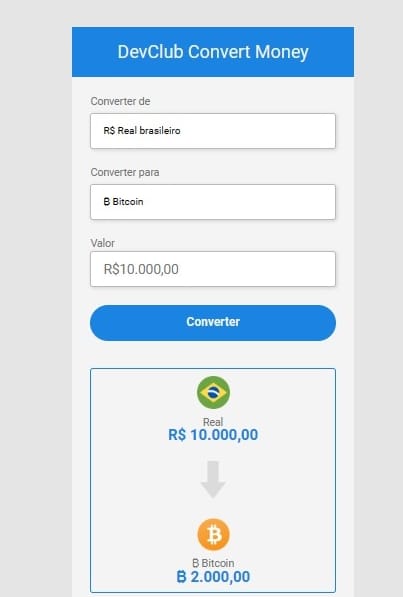 DevClub Convert Money
Converter de
R$ Real brasileiro
Converter para
₿ Bitcoin
Valor
R$10.000,00
Converter
Real
R$ 10.000,00
₿ Bitcoin
₿ 2.000,00